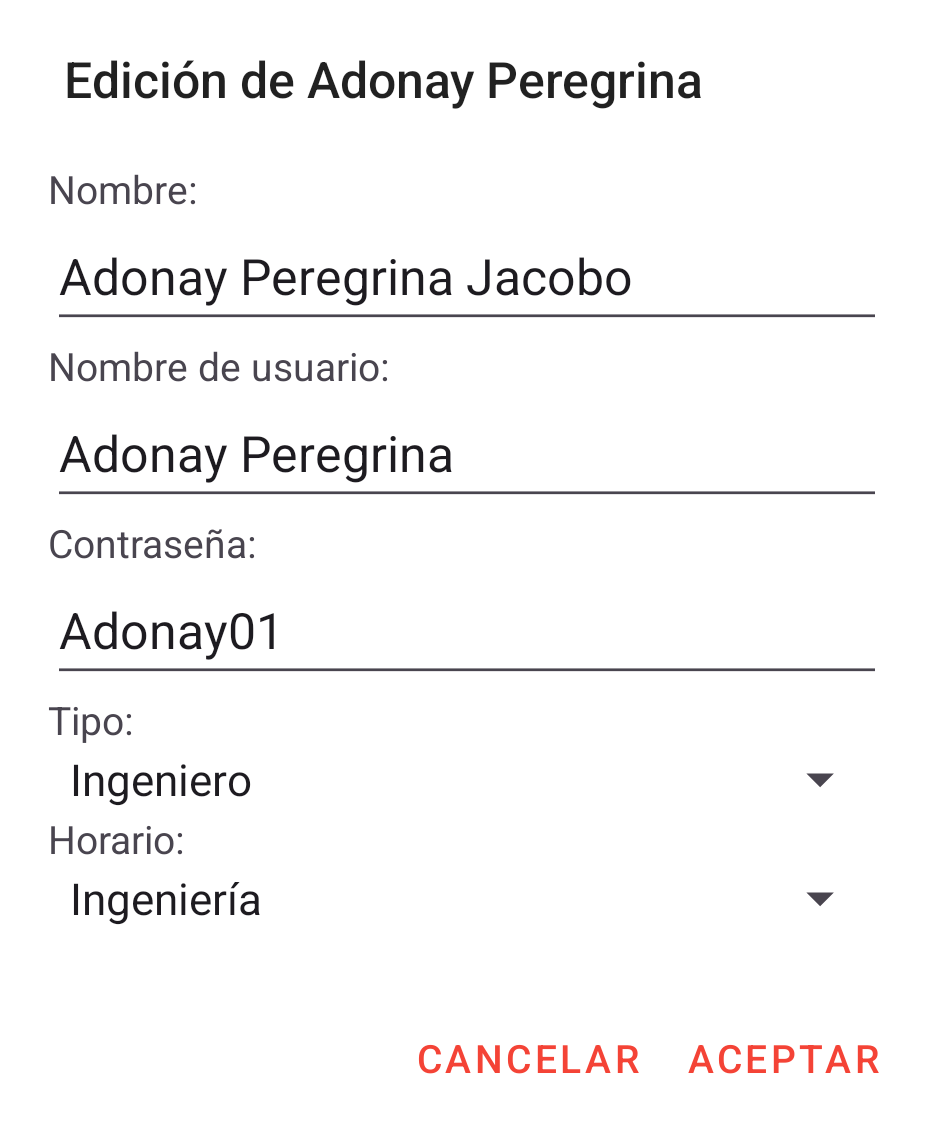 Edición de Adonay Peregrina
Nombre:
Adonay Peregrina Jacobo
Nombre de usuario:
Adonay Peregrina
Contraseña:
Adonay01
Tipo:
Ingeniero
Horario:
Ingeniería
CANCELAR ACEPTAR